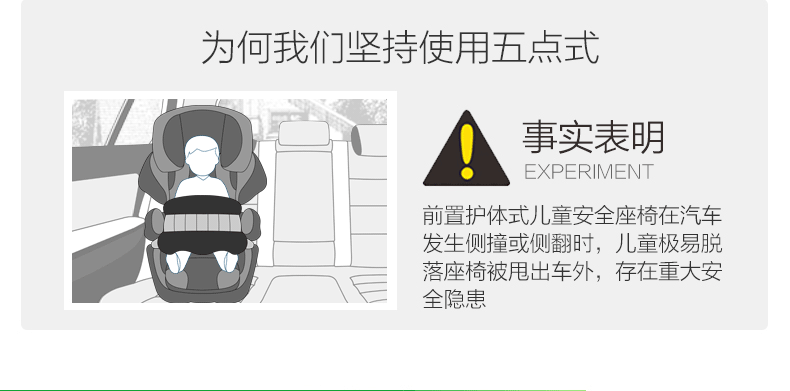 为何我们坚持使用五点式
事实表明
EXPERIMENT
前置护体式儿童安全座椅在汽车
发生侧撞或侧翻时，儿童极易脱
落座椅被甩出车外，存在重大安
全隐患